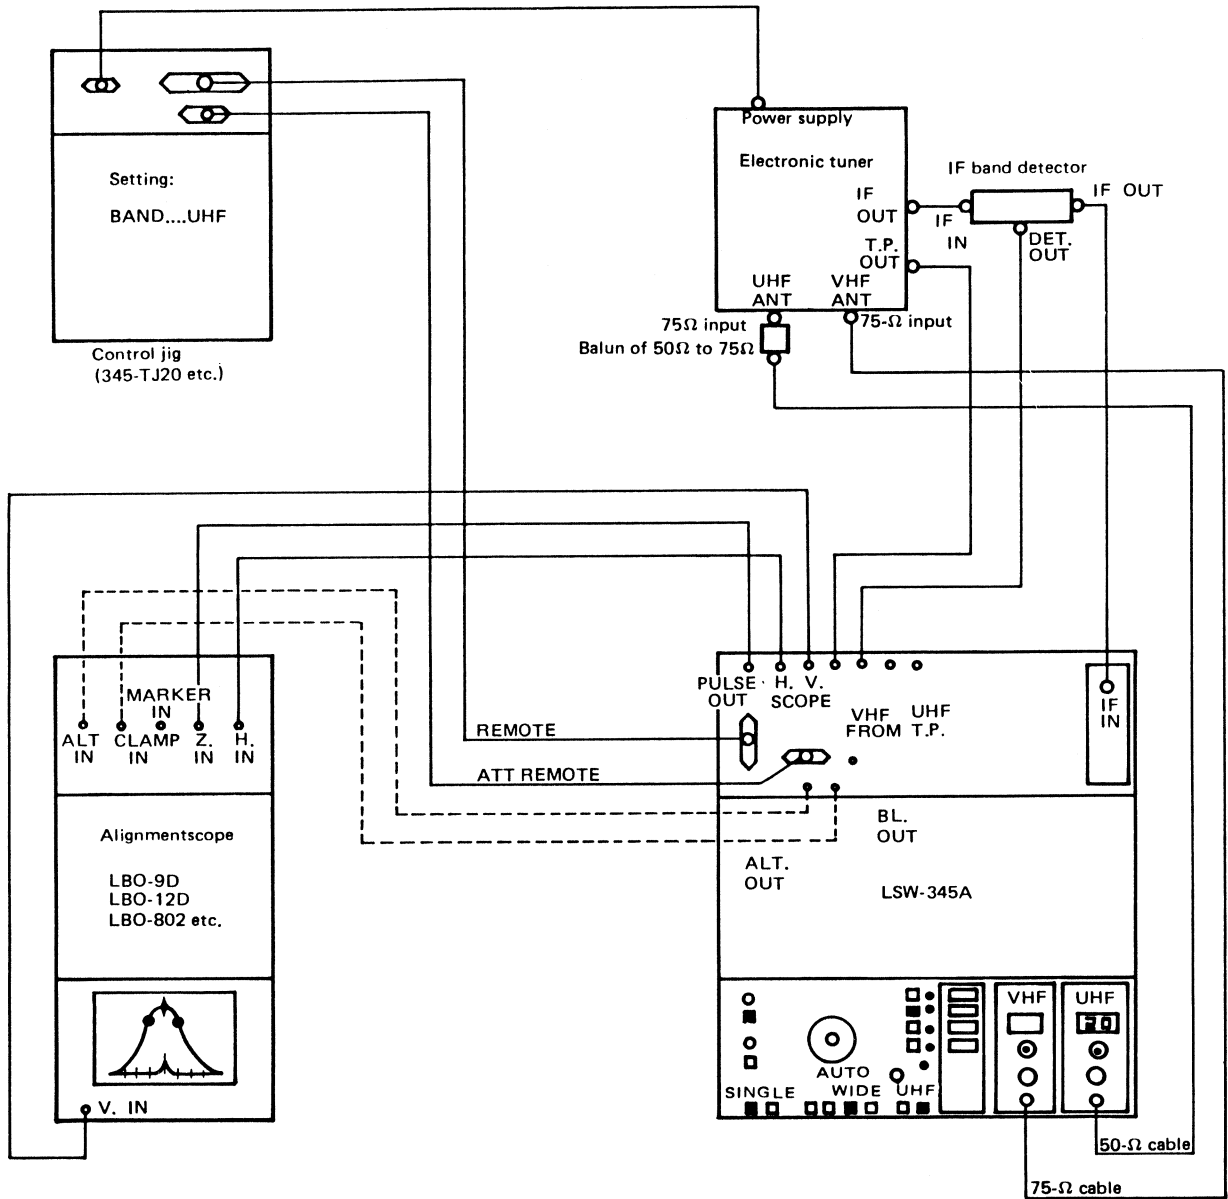 Setting:
BAND....UHF
Control jig
(345-TJ20 etc.)
Power supply
Electronic tuner
IF
OUT
T.P.
OUT
UHF
ANT
VHF
ANT
IF band detector
IF
IN
IF OUT
DET.
OUT
75Ω input
Balun of 50Ω to 75Ω
75-Ω input
MARKER
IN
ALT
IN
CLAMP
IN
Z.
IN
H.
IN
Alignmentscope
LBO-9D
LBO-12D
LBO-802 etc.
V. IN
REMOTE
ATT REMOTE
PULSE
OUT
H. V.
SCOPE
VHF UHF
FROM T.P.
IF
IN
BL.
OUT
ALT.
OUT
LSW-345A
VHF
UHF
20
AUTO
SINGLE WIDE UHF
50-Ω cable
75-Ω cable